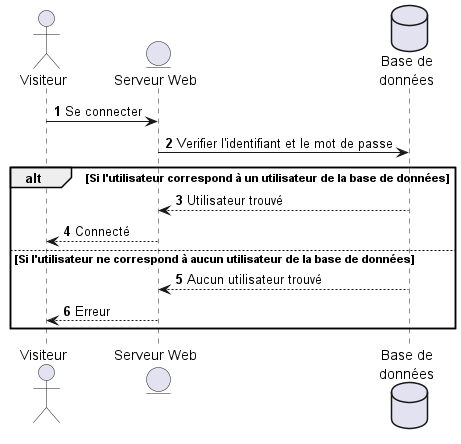 Visiteur
Serveur Web
Base de
données
1 Se connecter
2 Verifier l'identifiant et le mot de passe
alt [Si l'utilisateur correspond à un utilisateur de la base de données]
3 Utilisateur trouvé
4 Connecté
[Si l'utilisateur ne correspond à aucun utilisateur de la base de données]
5 Aucun utilisateur trouvé
6 Erreur
Visiteur
Serveur Web
Base de
données